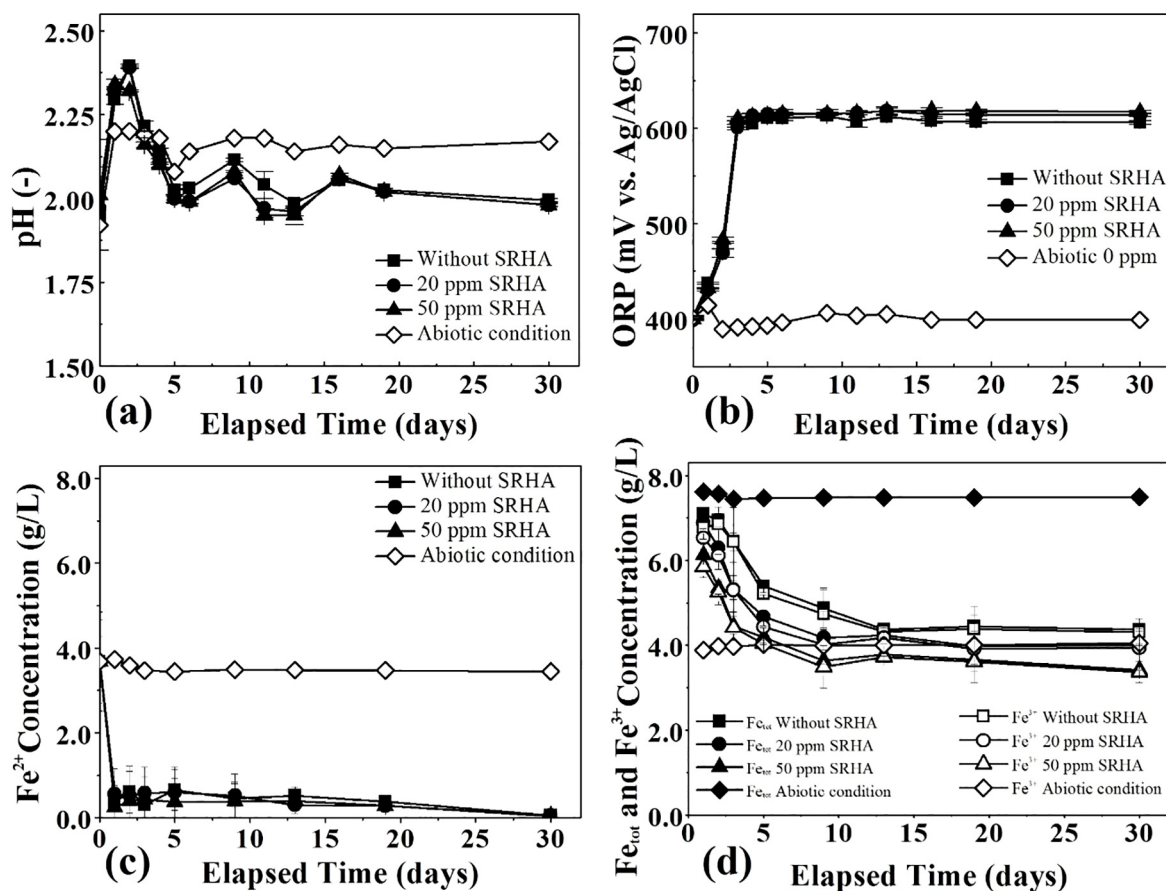 2.50
2.25
2.00
1.75
1.50
pH (-)
Without SRHA
20 ppm SRHA
50 ppm SRHA
Abiotic condition
0 5 10 15 20 25 30
(a)
Elapsed Time (days)
700
600
500
400
ORP (mV vs. Ag/AgCl)
Without SRHA
20 ppm SRHA
50 ppm SRHA
Abiotic 0 ppm
0 5 10 15 20 25 30
(b)
Elapsed Time (days)
8.0
6.0
4.0
2.0
0.0
Fe²⁺ Concentration (g/L)
Without SRHA
20 ppm SRHA
50 ppm SRHA
Abiotic condition
0 5 10 15 20 25 30
(c)
Elapsed Time (days)
8.0
6.0
4.0
2.0
0.0
Fetot and Fe³⁺ Concentration (g/L)
Fetot Without SRHA
Fetot 20 ppm SRHA
Fetot 50 ppm SRHA
Fetot Abiotic condition
Fe³⁺ Without SRHA
Fe³⁺ 20 ppm SRHA
Fe³⁺ 50 ppm SRHA
Fe³⁺ Abiotic condition
0 5 10 15 20 25 30
(d)
Elapsed Time (days)